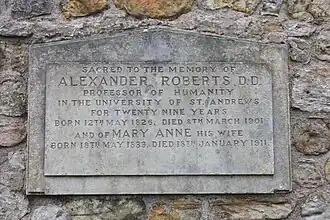 SACRED TO THE MEMORY OF
ALEXANDER ROBERTS, D.D.
PROFESSOR OF HUMANITY
IN THE UNIVERSITY OF ST. ANDREWS
FOR TWENTY NINE YEARS
BORN 12TH MAY 1826, DIED 8TH MARCH 1901
AND OF MARY ANNE HIS WIFE
BORN 18TH MAY 1833, DIED 18TH JANUARY 1911